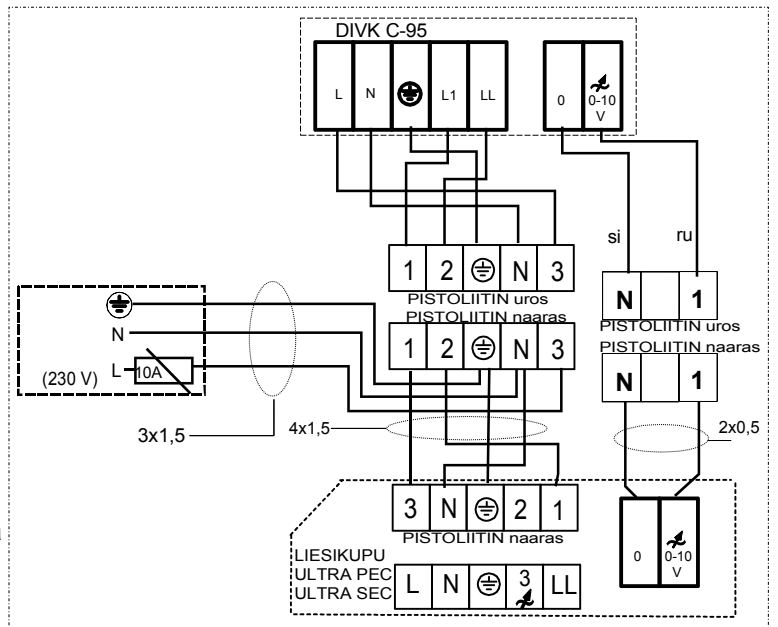 DIVK C-95
L N L1 LL
0 0-10 V
si ru
1 2 N 3
PISTOLIITIN uros
PISTOLIITIN naaras
1 2 N 3
N 1
PISTOLIITIN uros
PISTOLIITIN naaras
N 1
N
L 10A
(230 V)
3x1,5
4x1,5
2x0,5
3 N 2 1
PISTOLIITIN naaras
LIESIKUPU
ULTRA PEC
ULTRA SEC
L N 3 LL
0 0-10 V